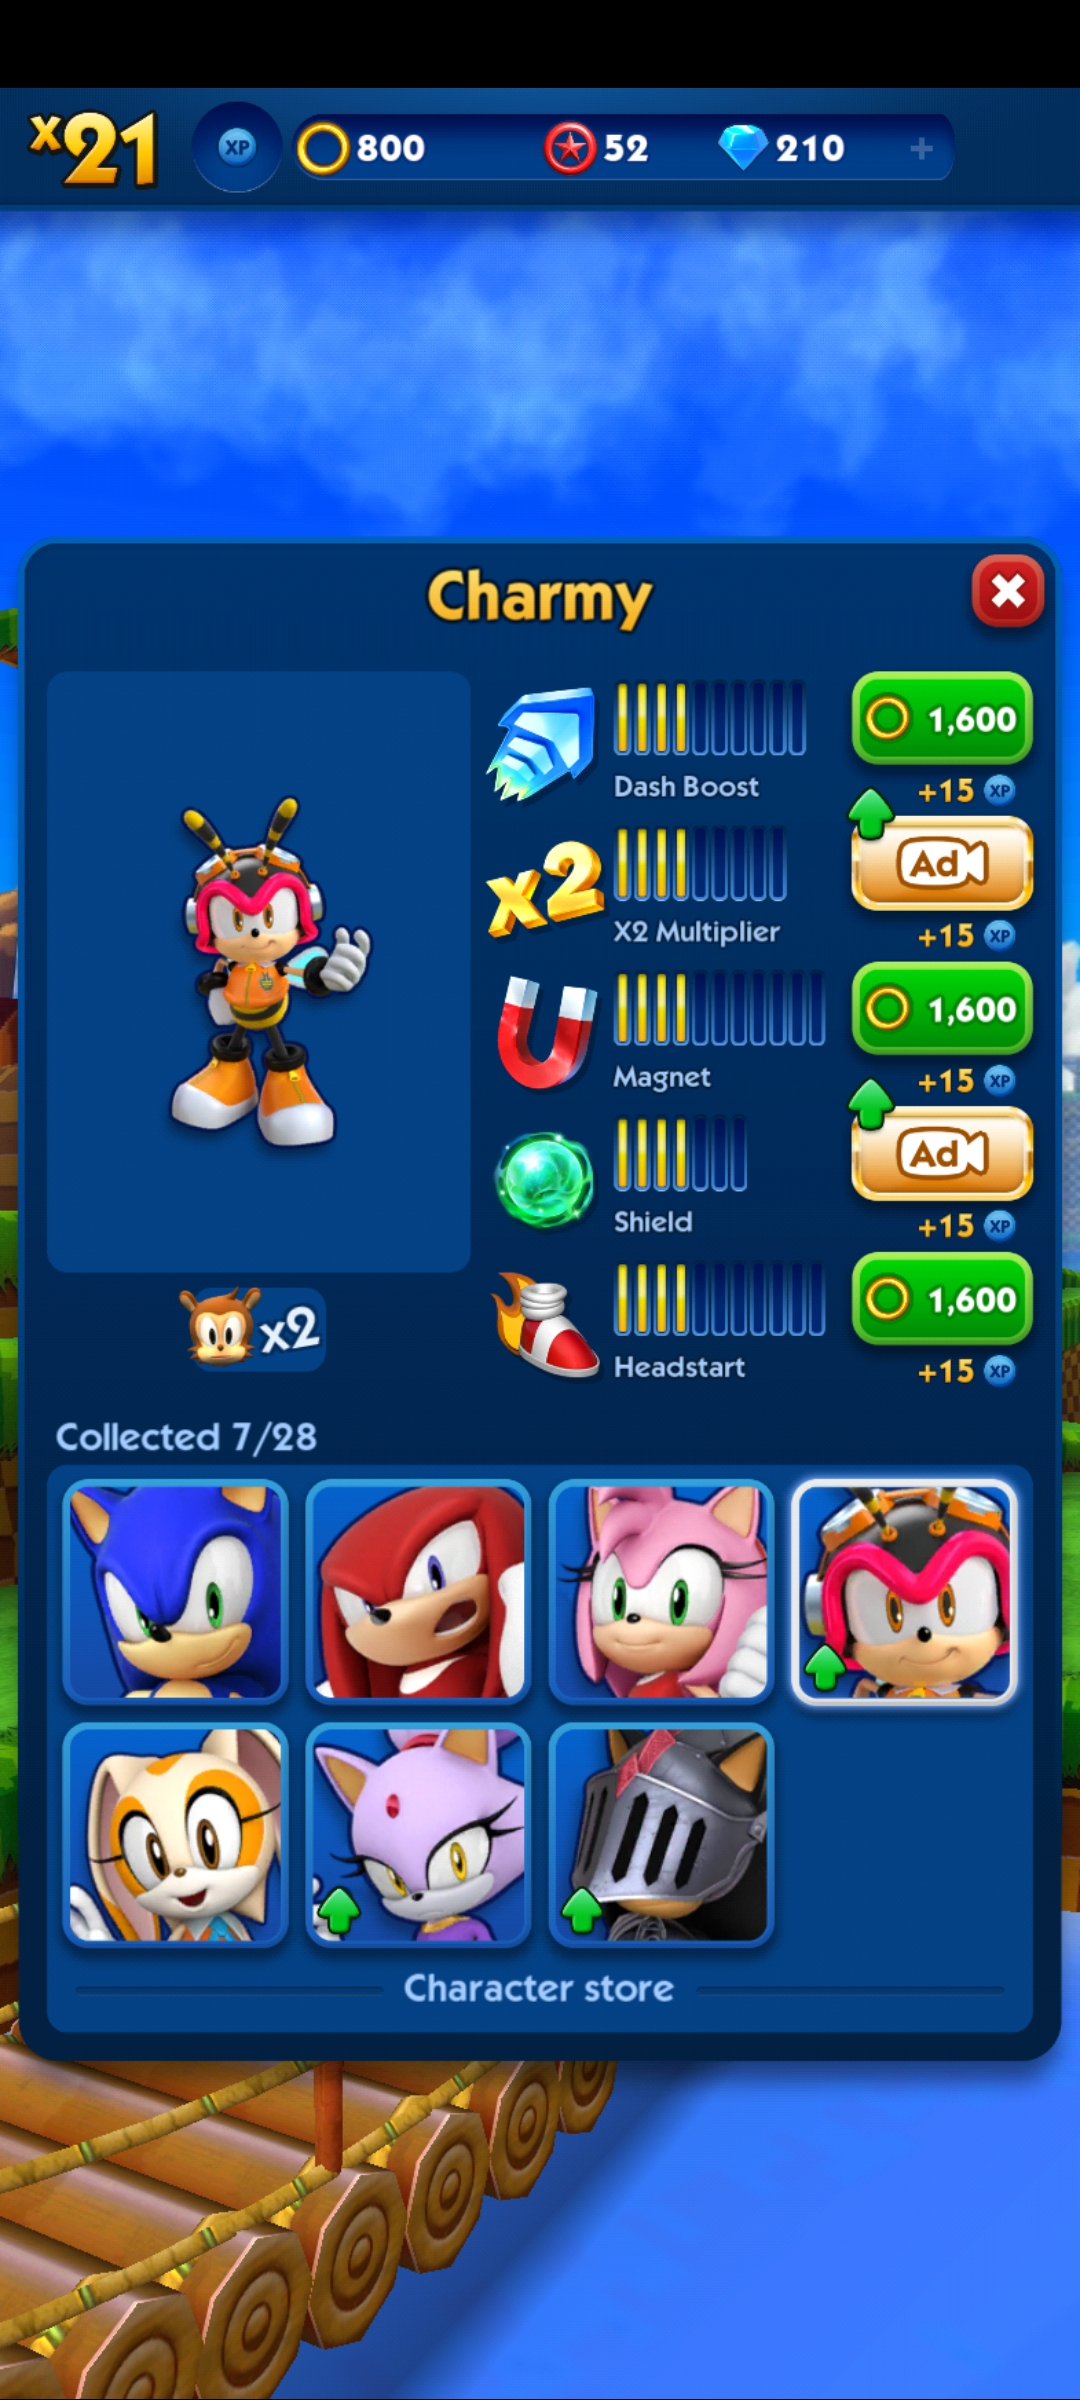 x21
XP
800
52
210
+
Charmy
1,600
Dash Boost
+15 XP
x2
Ad
X2 Multiplier
+15 XP
1,600
Magnet
+15 XP
Ad
Shield
+15 XP
x2
1,600
Headstart
+15 XP
Collected 7/28
Character store